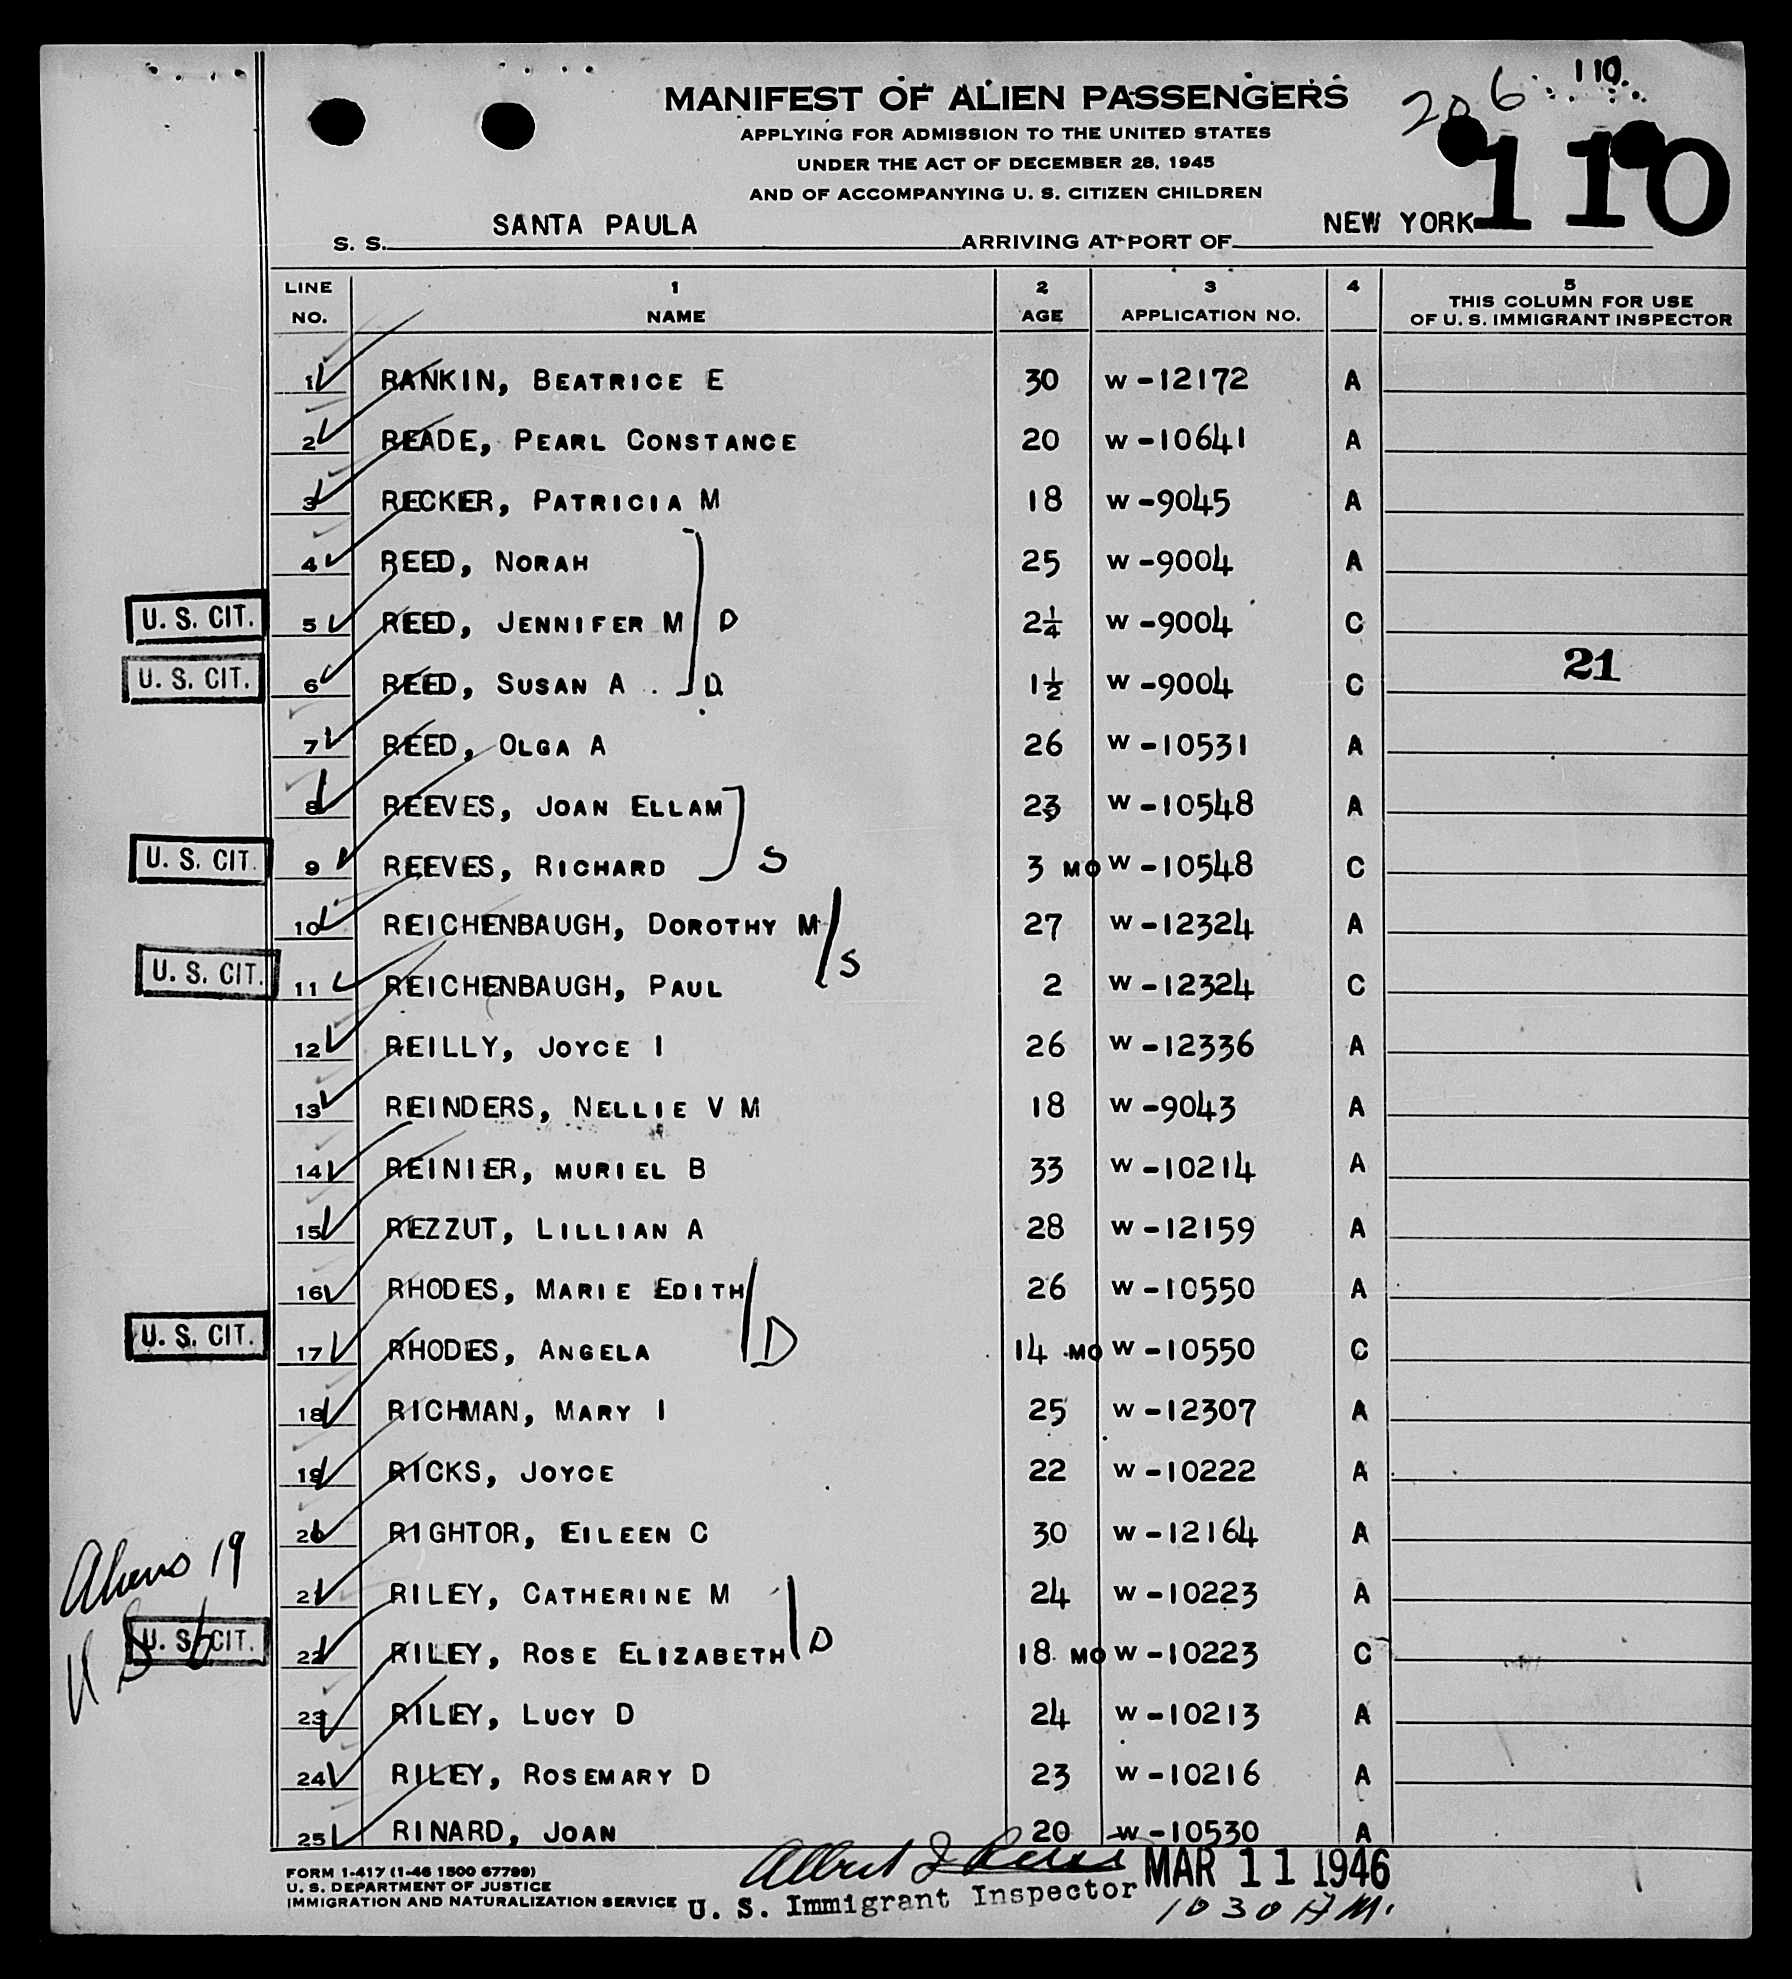 110.
206
MANIFEST OF ALIEN PASSENGERS
APPLYING FOR ADMISSION TO THE UNITED STATES
UNDER THE ACT OF DECEMBER 28, 1945
AND OF ACCOMPANYING U. S. CITIZEN CHILDREN
110
S. S. SANTA PAULA ARRIVING AT PORT OF NEW YORK
LINE NO. 1 NAME 2 AGE 3 APPLICATION NO. 4 5 THIS COLUMN FOR USE OF U. S. IMMIGRANT INSPECTOR
1 RANKIN, BEATRICE E 30 W-12172 A
2 READE, PEARL CONSTANCE 20 W-10641 A
3 RECKER, PATRICIA M 18 W-9045 A
4 REED, NORAH 25 W-9004 A
U. S. CIT. 5 REED, JENNIFER M D 2¼ W-9004 C
U. S. CIT. 6 REED, SUSAN A . D 1½ W-9004 C 21
7 REED, OLGA A 26 W-10531 A
8 REEVES, JOAN ELLAM 23 W-10548 A
U. S. CIT. 9 REEVES, RICHARD S 3 MO W-10548 C
10 REICHENBAUGH, DOROTHY M 27 W-12324 A
U. S. CIT. 11 REICHENBAUGH, PAUL S 2 W-12324 C
12 REILLY, JOYCE I 26 W-12336 A
13 REINDERS, NELLIE V M 18 W-9043 A
14 REINIER, MURIEL B 33 W-10214 A
15 REZZUT, LILLIAN A 28 W-12159 A
16 RHODES, MARIE EDITH 26 W-10550 A
U. S. CIT. 17 RHODES, ANGELA D 14 MO W-10550 C
18 RICHMAN, MARY I 25 W-12307 A
19 RICKS, JOYCE 22 W-10222 A
20 RIGHTOR, EILEEN C 30 W-12164 A
Aliens 19
21 RILEY, CATHERINE M 24 W-10223 A
U. S. CIT. 22 RILEY, ROSE ELIZABETH D 18 MO W-10223 C
U S 6
23 RILEY, LUCY D 24 W-10213 A
24 RILEY, ROSEMARY D 23 W-10216 A
25 RINARD, JOAN 20 W-10530 A
FORM 1-417 (1-46 1500 67799)
U. S. DEPARTMENT OF JUSTICE
IMMIGRATION AND NATURALIZATION SERVICE
Albert J
U. S. Immigrant Inspector
MAR 11 1946
1030 A M.